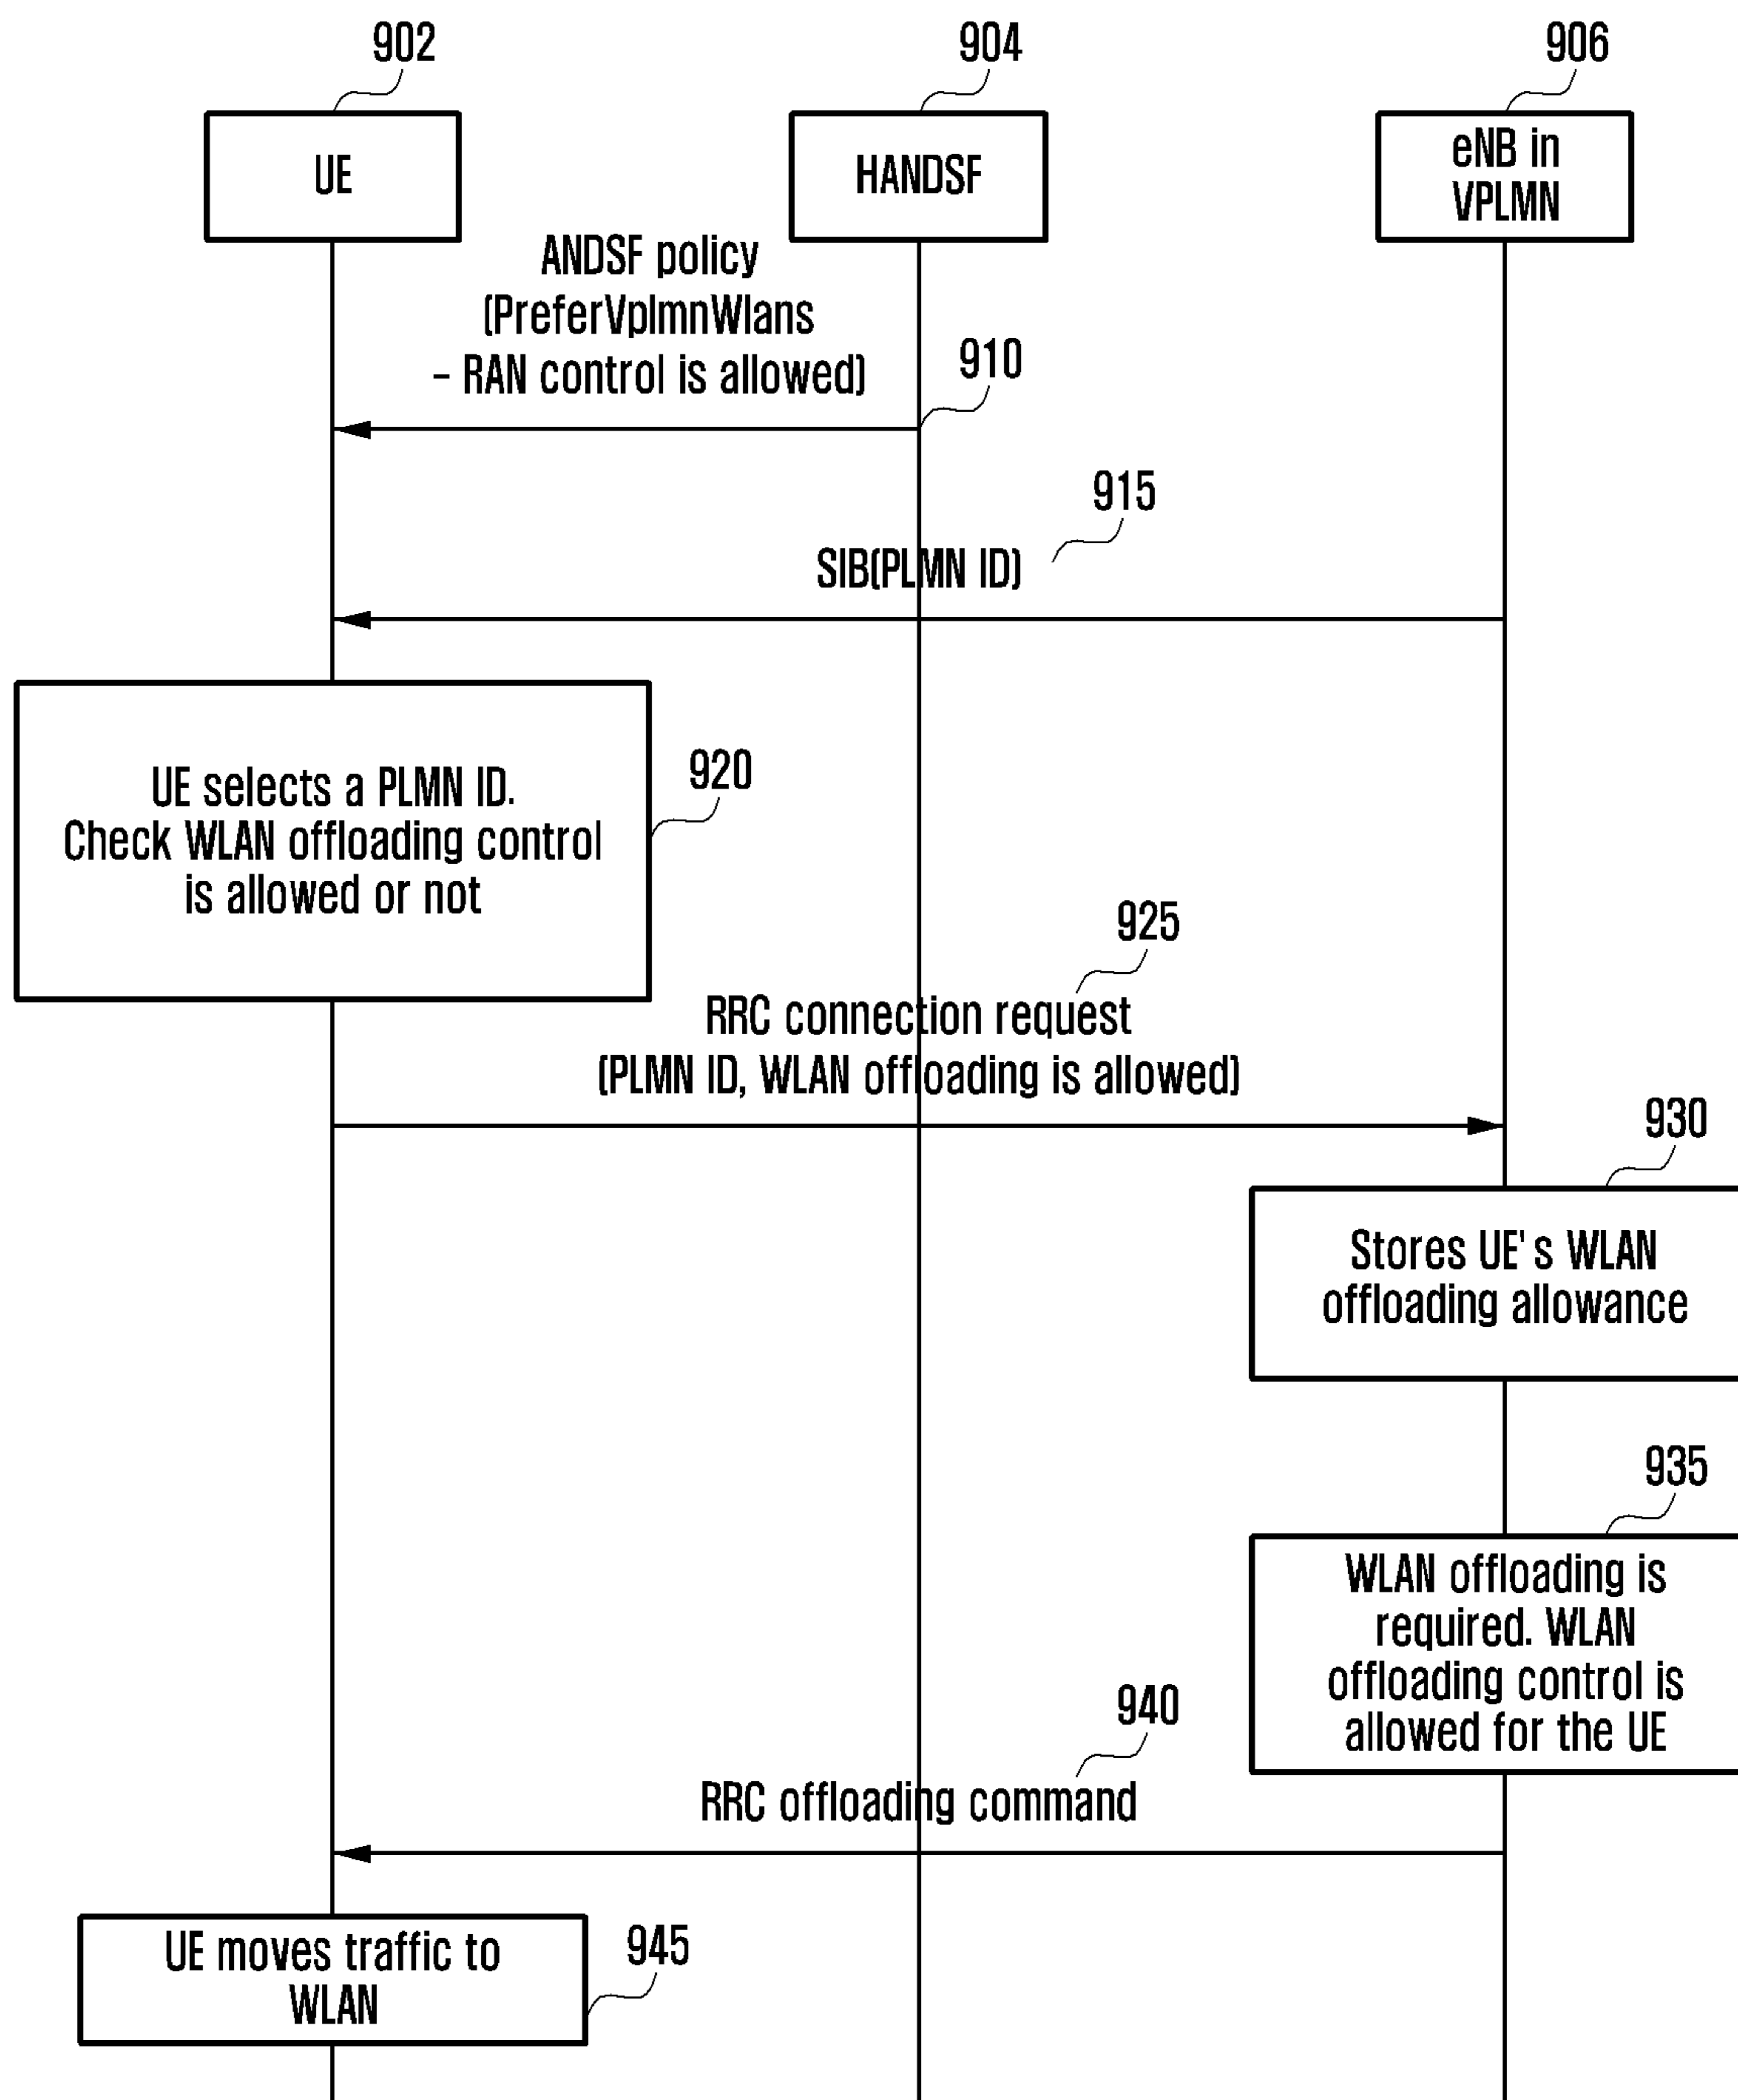 902
904
906
UE
HANDSF
eNB in
VPLMN
ANDSF policy
(PreferVplmnWlans
- RAN control is allowed)
910
915
SIB(PLMN ID)
UE selects a PLMN ID.
Check WLAN offloading control
is allowed or not
920
925
RRC connection request
(PLMN ID, WLAN offloading is allowed)
930
Stores UE's WLAN
offloading allowance
935
WLAN offloading is
required. WLAN
offloading control is
allowed for the UE
940
RRC offloading command
UE moves traffic to
WLAN
945